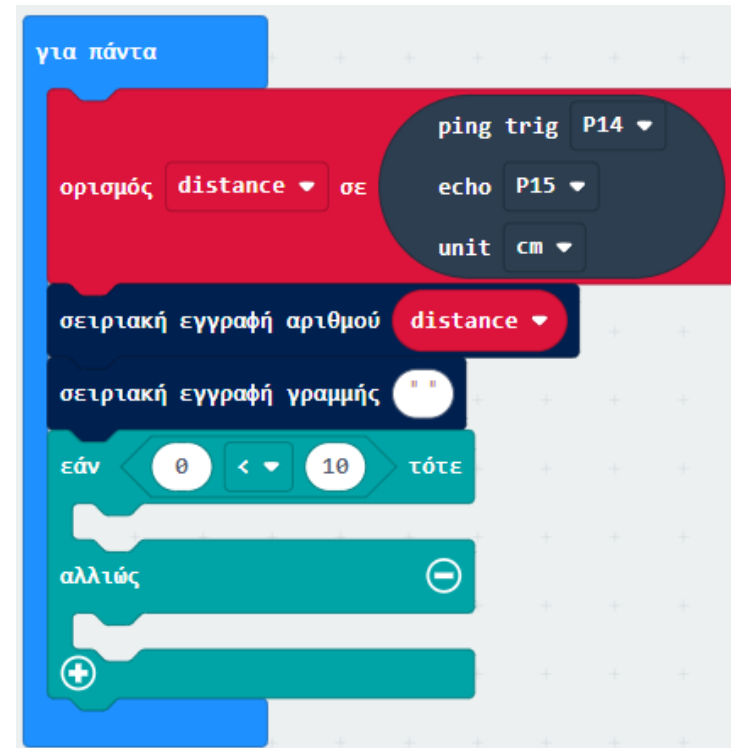 για πάντα
ping trig P14
ορισμός distance σε echo P15
unit cm
σειριακή εγγραφή αριθμού distance
σειριακή εγγραφή γραμμής " "
εάν 0 < 10 τότε
αλλιώς